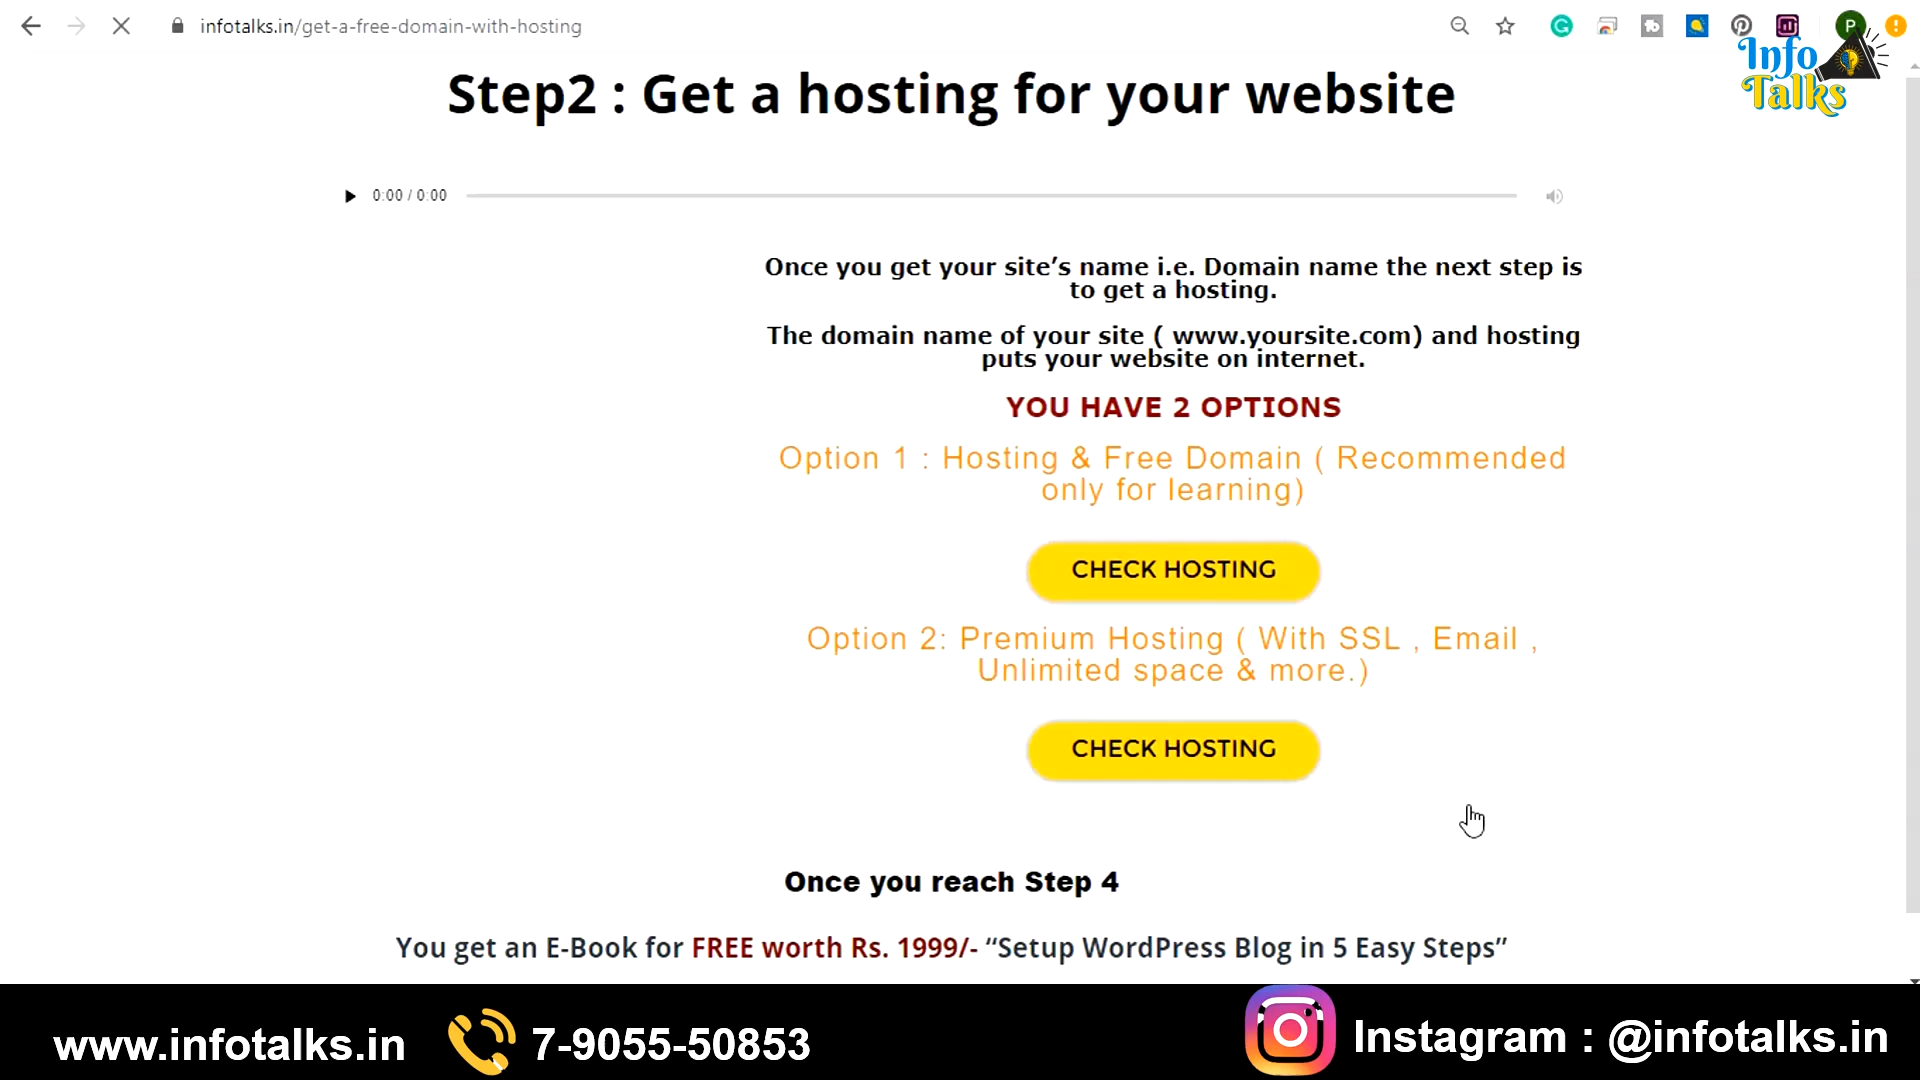 infotalks.in/get-a-free-domain-with-hosting
P
Info
Talks
Step2 : Get a hosting for your website
0:00 / 0:00
Once you get your site’s name i.e. Domain name the next step is
to get a hosting.
The domain name of your site ( www.yoursite.com) and hosting
puts your website on internet.
YOU HAVE 2 OPTIONS
Option 1 : Hosting & Free Domain ( Recommended
only for learning)
CHECK HOSTING
Option 2: Premium Hosting ( With SSL , Email ,
Unlimited space & more.)
CHECK HOSTING
Once you reach Step 4
You get an E-Book for FREE worth Rs. 1999/- “Setup WordPress Blog in 5 Easy Steps”
www.infotalks.in
7-9055-50853
Instagram : @infotalks.in